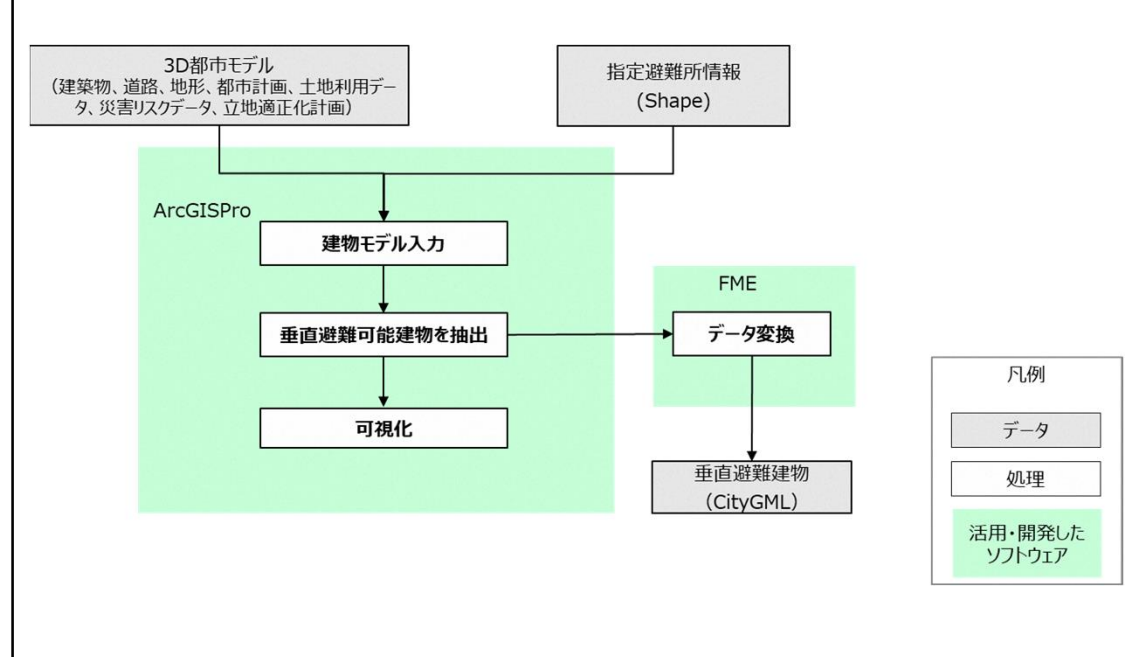 3D都市モデル
（建築物、道路、地形、都市計画、土地利用デー
タ、災害リスクデータ、立地適正化計画）
指定避難所情報
(Shape)
ArcGISPro
建物モデル入力
垂直避難可能建物を抽出
可視化
FME
データ変換
垂直避難建物
（CityGML）
凡例
データ
処理
活用・開発した
ソフトウェア